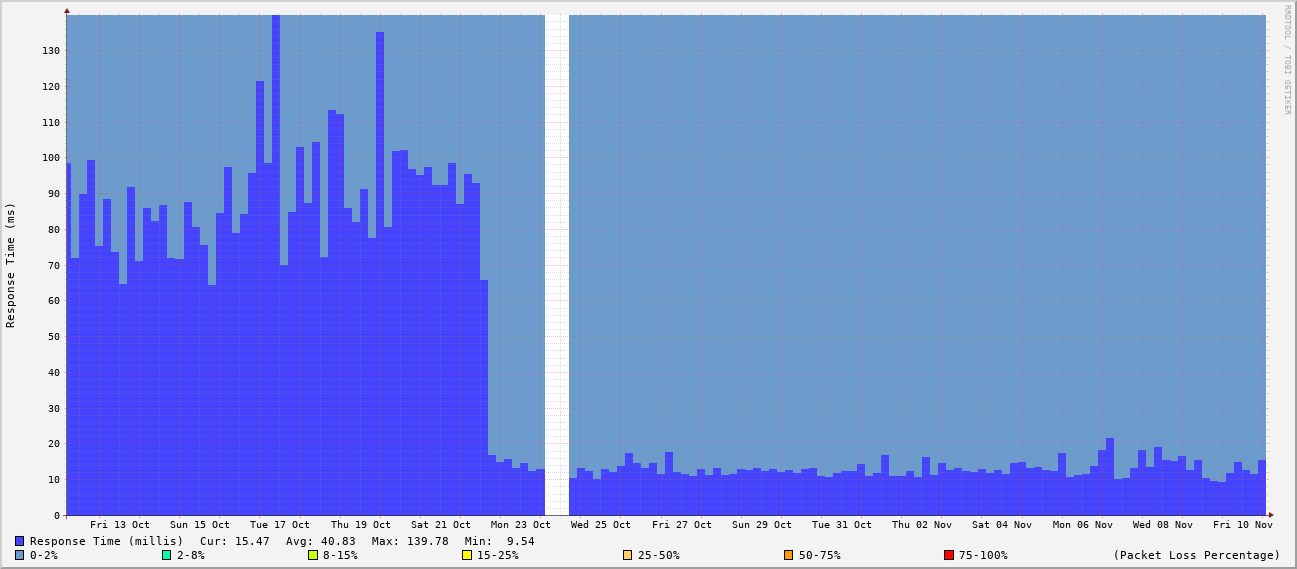 RRDTOOL / TOBI OETIKER
Response Time (ms)
130
120
110
100
90
80
70
60
50
40
30
20
10
0
Fri 13 Oct Sun 15 Oct Tue 17 Oct Thu 19 Oct Sat 21 Oct Mon 23 Oct Wed 25 Oct Fri 27 Oct Sun 29 Oct Tue 31 Oct Thu 02 Nov Sat 04 Nov Mon 06 Nov Wed 08 Nov Fri 10 Nov
Response Time (millis) Cur: 15.47 Avg: 40.83 Max: 139.78 Min: 9.54
0-2% 2-8% 8-15% 15-25% 25-50% 50-75% 75-100% (Packet Loss Percentage)